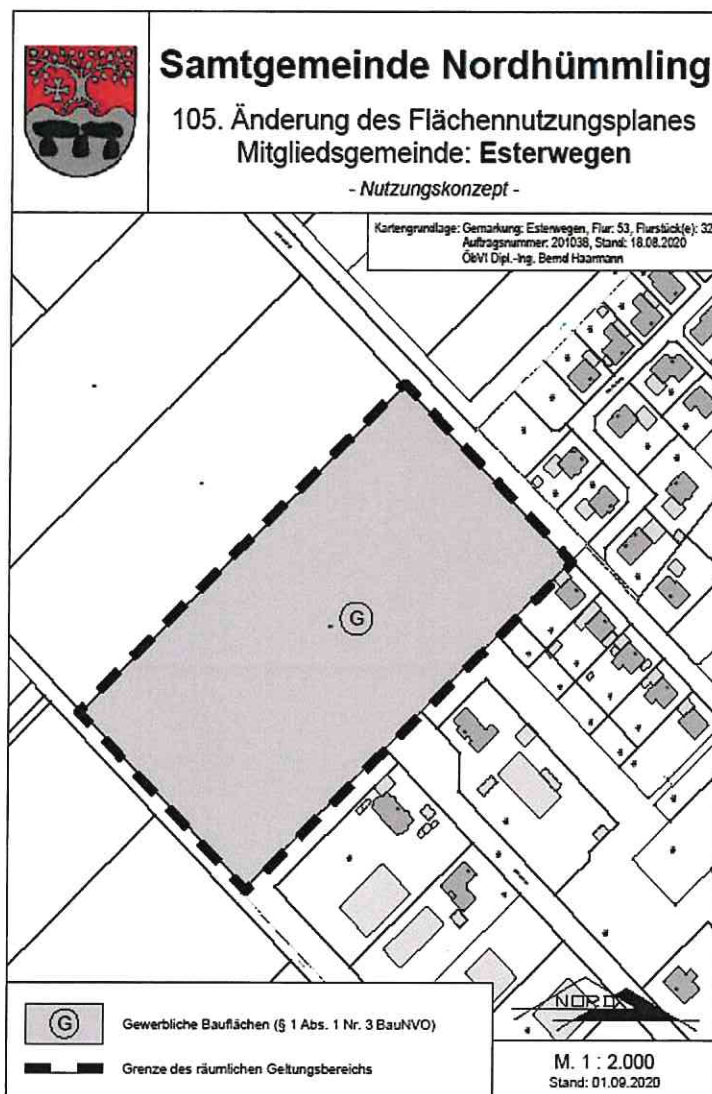 Samtgemeinde Nordhümmling
105. Änderung des Flächennutzungsplanes
Mitgliedsgemeinde: Esterwegen
- Nutzungskonzept -
Kartengrundlage: Gemarkung: Esterwegen, Flur: 53, Flurstück(e): 32
Auftragsnummer: 201038, Stand: 18.08.2020
ÖbVI Dipl.-Ing. Bernd Haarmann
G
G Gewerbliche Bauflächen (§ 1 Abs. 1 Nr. 3 BauNVO)
Grenze des räumlichen Geltungsbereichs
NORD
M. 1 : 2.000
Stand: 01.09.2020